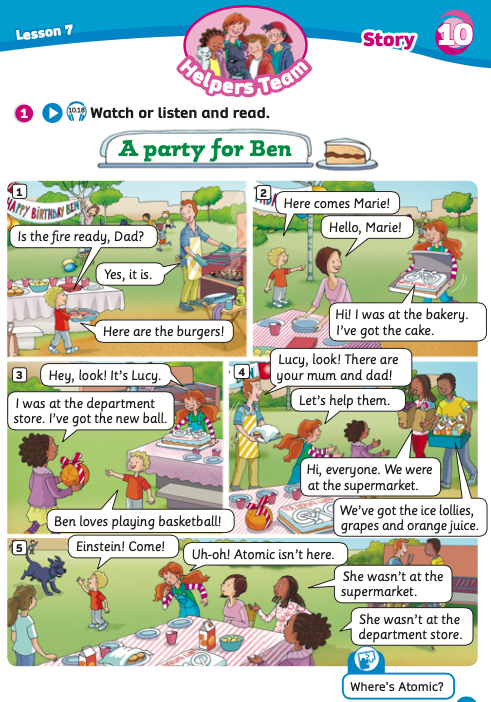 Lesson 7
Helpers Team
Story
10
1
10.18
Watch or listen and read.
A party for Ben
1
HAPPY BIRTHDAY BEN
Is the fire ready, Dad?
Yes, it is.
Here are the burgers!
2
Here comes Marie!
Hello, Marie!
Hi! I was at the bakery.
I've got the cake.
3
Hey, look! It's Lucy.
I was at the department
store. I've got the new ball.
Ben loves playing basketball!
4
Lucy, look! There are
your mum and dad!
Let's help them.
Hi, everyone. We were
at the supermarket.
We've got the ice lollies,
grapes and orange juice.
5
Einstein! Come!
Uh-oh! Atomic isn't here.
She wasn't at the
supermarket.
She wasn't at the
department store.
Where's Atomic?